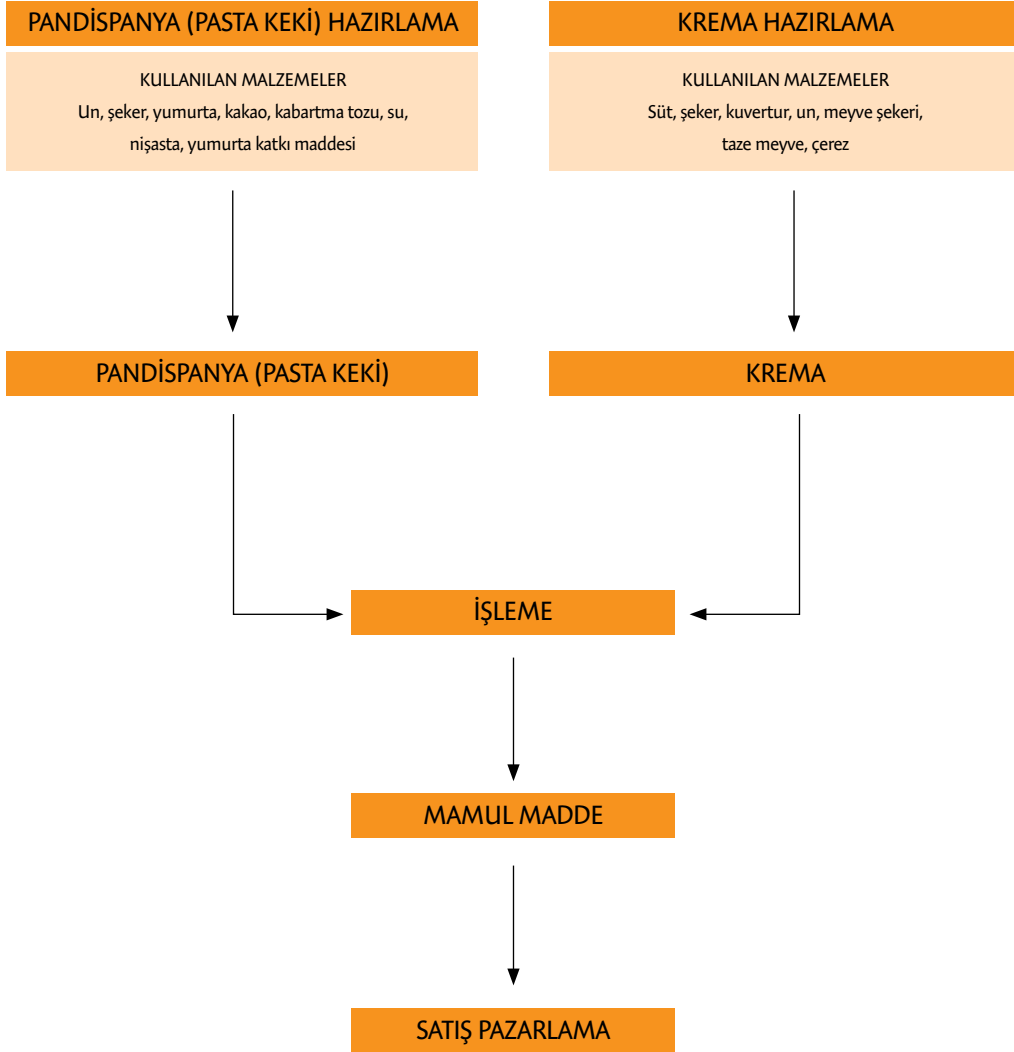 PANDİSPANYA (PASTA KEKİ) HAZIRLAMA
KULLANILAN MALZEMELER
Un, şeker, yumurta, kakao, kabartma tozu, su,
nişasta, yumurta katkı maddesi
KREMA HAZIRLAMA
KULLANILAN MALZEMELER
Süt, şeker, kuvertur, un, meyve şekeri,
taze meyve, çerez
PANDİSPANYA (PASTA KEKİ)
KREMA
İŞLEME
MAMUL MADDE
SATIŞ PAZARLAMA